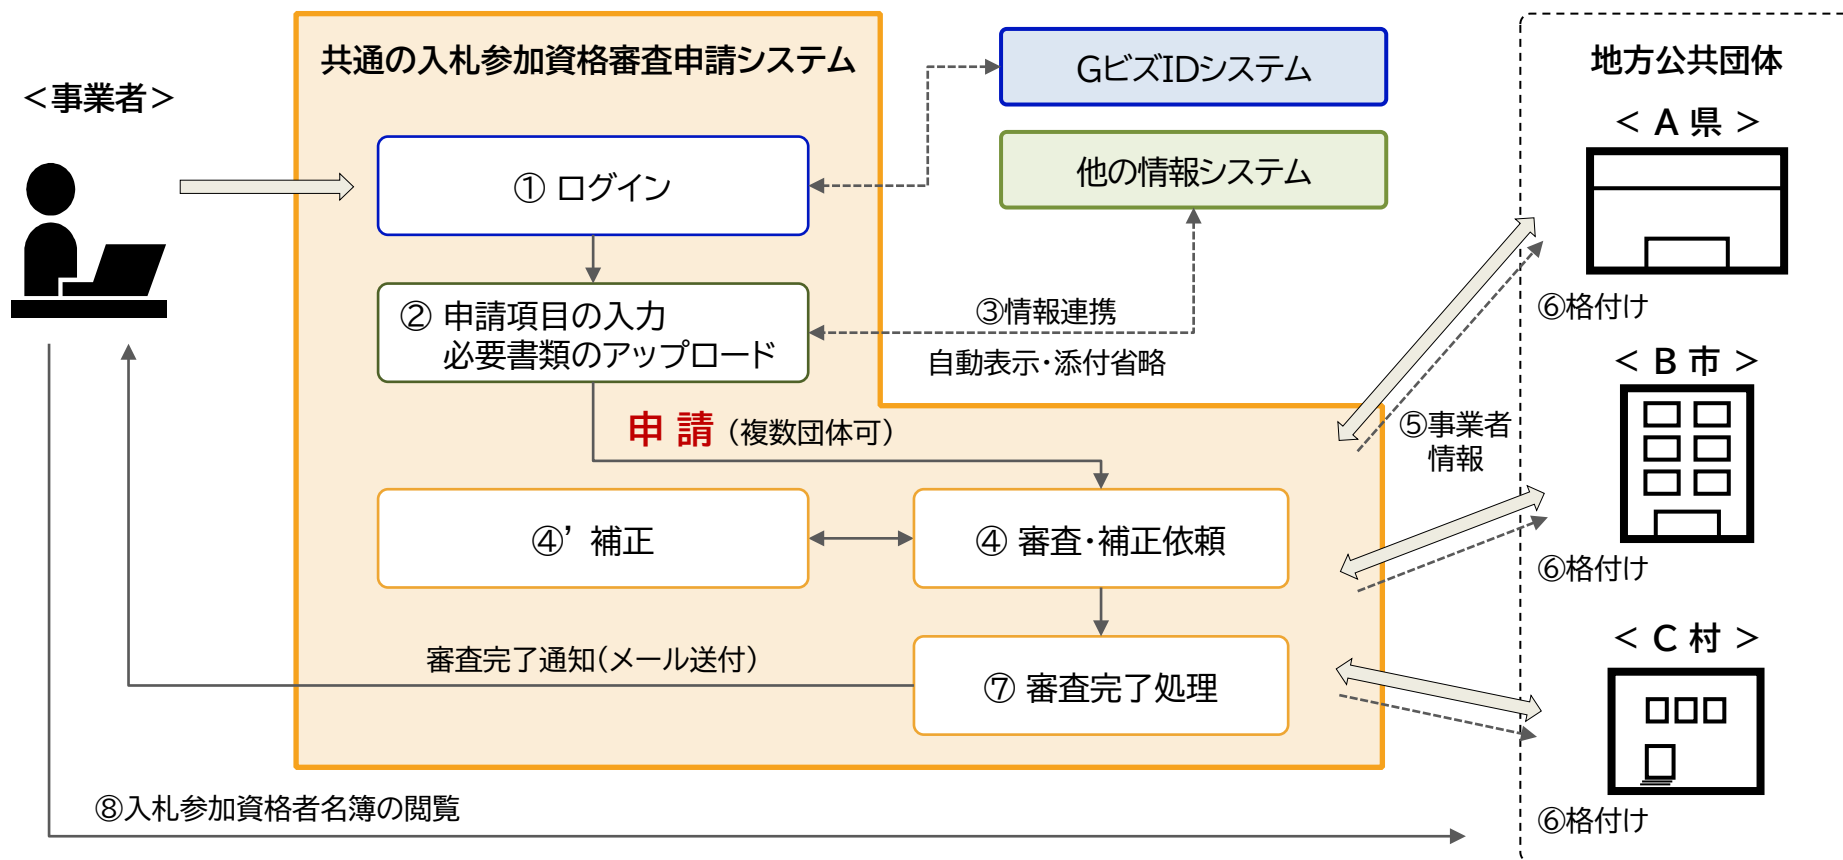 共通の入札参加資格審査申請システム
GビズIDシステム
地方公共団体
＜事業者＞
＜ A 県 ＞
① ログイン
他の情報システム
② 申請項目の入力
必要書類のアップロード
③情報連携
自動表示・添付省略
⑥格付け
＜ B 市 ＞
申 請（複数団体可）
⑤事業者
情報
④’ 補正
④ 審査・補正依頼
⑥格付け
＜ C 村 ＞
審査完了通知(メール送付)
⑦ 審査完了処理
⑧入札参加資格者名簿の閲覧
⑥格付け